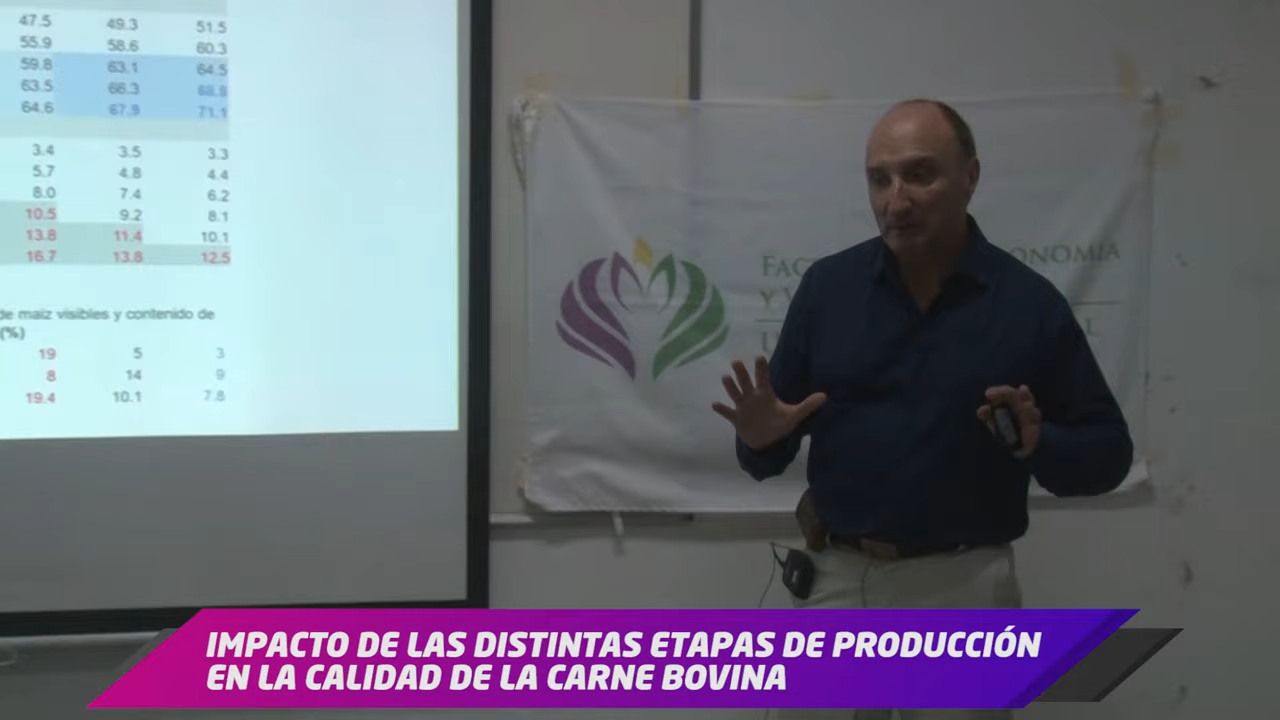 47.5 49.3 51.5
55.9 58.6 60.3
59.8 63.1 64.5
63.5 66.3 68.8
64.6 67.9 71.1
3.4 3.5 3.3
5.7 4.8 4.4
8.0 7.4 6.2
10.5 9.2 8.1
13.8 11.4 10.1
16.7 13.8 12.5
de maiz visibles y contenido de
(%)
19 5 3
8 14 9
19.4 10.1 7.8
IMPACTO DE LAS DISTINTAS ETAPAS DE PRODUCCIÓN
EN LA CALIDAD DE LA CARNE BOVINA